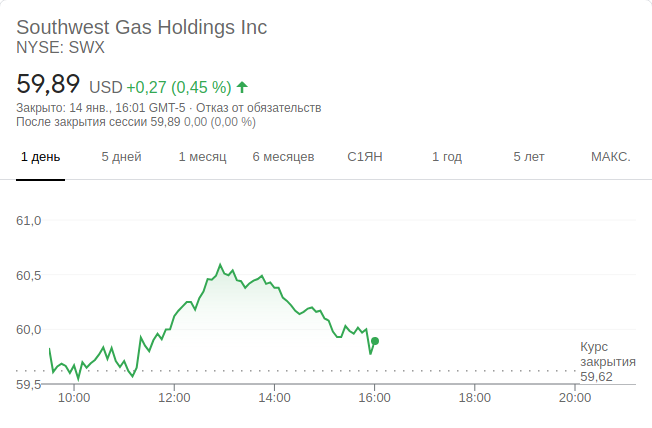 Southwest Gas Holdings Inc
NYSE: SWX
59,89 USD +0,27 (0,45 %)
Закрыто: 14 янв., 16:01 GMT-5 · Отказ от обязательств
После закрытия сессии 59,89 0,00 (0,00 %)
1 день 5 дней 1 месяц 6 месяцев С1ЯН 1 год 5 лет МАКС.
61,0
60,5
60,0
Курс
закрытия
59,62
59,5
10:00 12:00 14:00 16:00 18:00 20:00